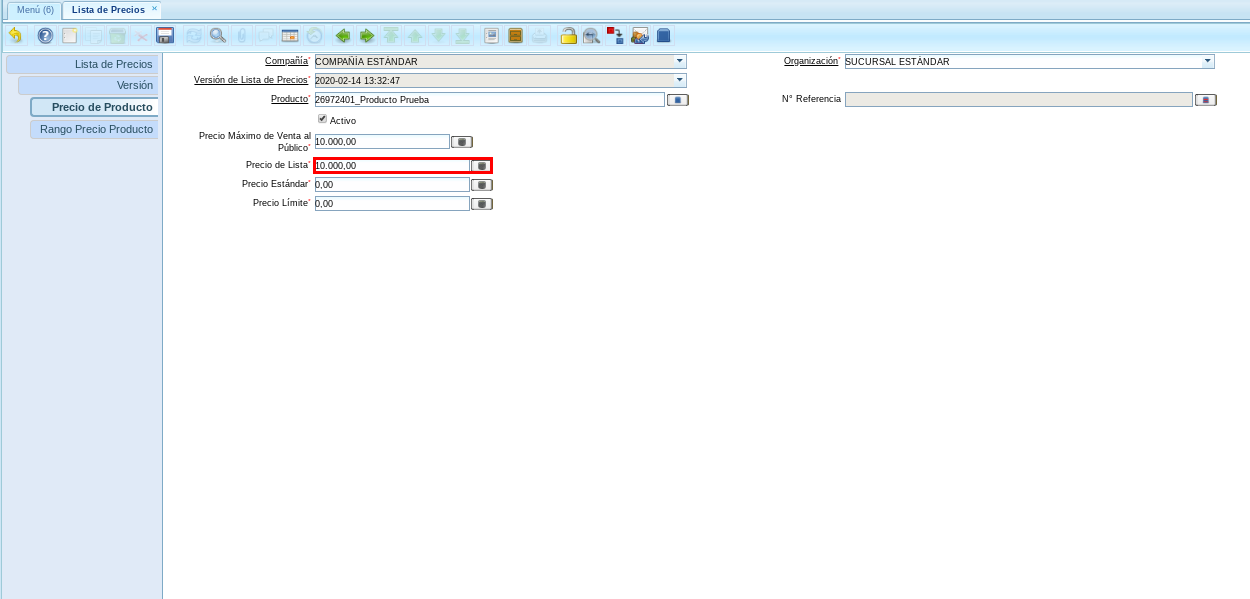 Menú (6)
Lista de Precios ×
Lista de Precios
Versión
Precio de Producto
Rango Precio Producto
Compañía* COMPAÑÍA ESTÁNDAR
Organización* SUCURSAL ESTÁNDAR
Versión de Lista de Precios* 2020-02-14 13:32:47
Producto* 26972401_Producto Prueba
N° Referencia
Activo
Precio Máximo de Venta al
Público* 10.000,00
Precio de Lista* 10.000,00
Precio Estándar* 0,00
Precio Límite* 0,00